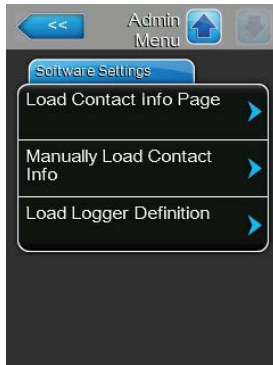 <<
Admin
Menu
Software Settings
Load Contact Info Page
Manually Load Contact
Info
Load Logger Definition